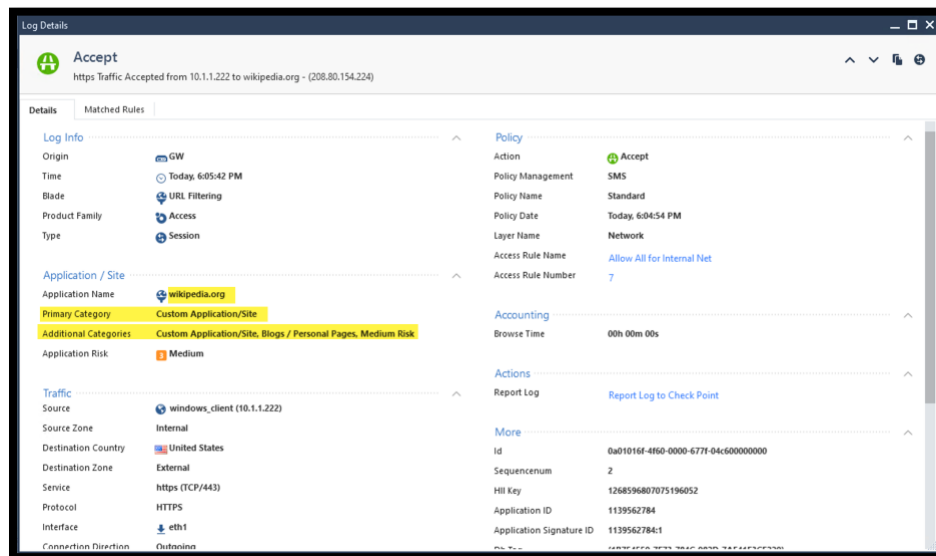 Log Details
Accept
https Traffic Accepted from 10.1.1.222 to wikipedia.org - (208.80.154.224)
Details Matched Rules
Log Info
Origin GW
Time Today, 6:05:42 PM
Blade URL Filtering
Product Family Access
Type Session
Application / Site
Application Name wikipedia.org
Primary Category Custom Application/Site
Additional Categories Custom Application/Site, Blogs / Personal Pages, Medium Risk
Application Risk 3 Medium
Traffic
Source windows_client (10.1.1.222)
Source Zone Internal
Destination Country United States
Destination Zone External
Service https (TCP/443)
Protocol HTTPS
Interface eth1
Connection Direction Outgoing
Policy
Action Accept
Policy Management SMS
Policy Name Standard
Policy Date Today, 6:04:54 PM
Layer Name Network
Access Rule Name Allow All for Internal Net
Access Rule Number 7
Accounting
Browse Time 00h 00m 00s
Actions
Report Log Report Log to Check Point
More
Id 0a01016f-4f60-0000-677f-04c600000000
Sequencenum 2
Hll Key 1268596807075196052
Application ID 1139562784
Application Signature ID 1139562784:1